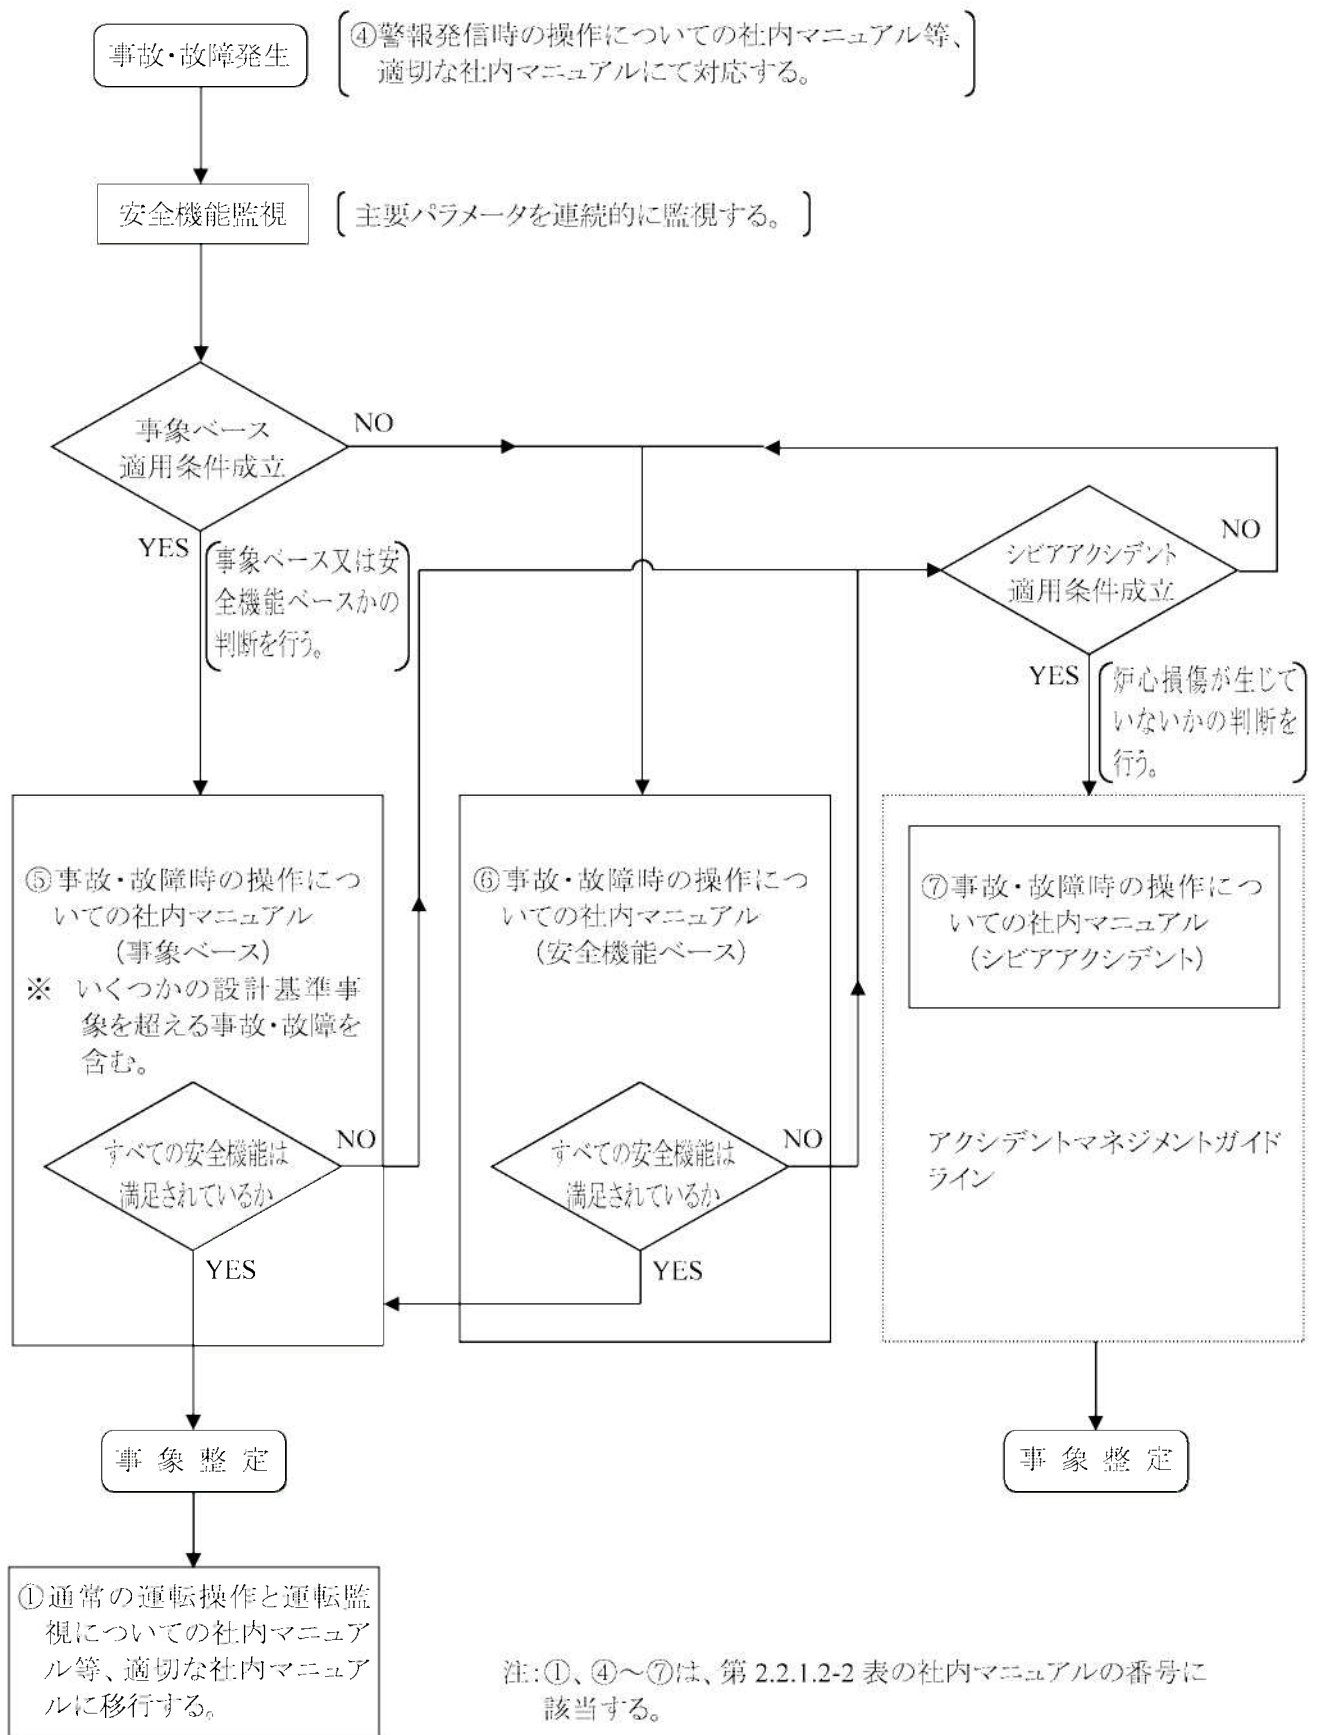 事故・故障発生
④警報発信時の操作についての社内マニュアル等、
適切な社内マニュアルにて対応する。
安全機能監視
主要パラメータを連続的に監視する。
事象ベース
適用条件成立
NO
YES
事象ベース又は安
全機能ベースかの
判断を行う。
シビアアクシデント
適用条件成立
NO
YES
炉心損傷が生じて
いないかの判断を
行う。
⑤事故・故障時の操作につ
いての社内マニュアル
(事象ベース)
※ いくつかの設計基準事
象を超える事故・故障を
含む。
すべての安全機能は
満足されているか
NO
YES
⑥事故・故障時の操作につ
いての社内マニュアル
(安全機能ベース)
すべての安全機能は
満足されているか
NO
YES
⑦事故・故障時の操作につ
いての社内マニュアル
(シビアアクシデント)
アクシデントマネジメントガイド
ライン
事象整定
事象整定
①通常の運転操作と運転監
視についての社内マニュア
ル等、適切な社内マニュア
ルに移行する。
注:①、④~⑦は、第 2.2.1.2-2 表の社内マニュアルの番号に
該当する。